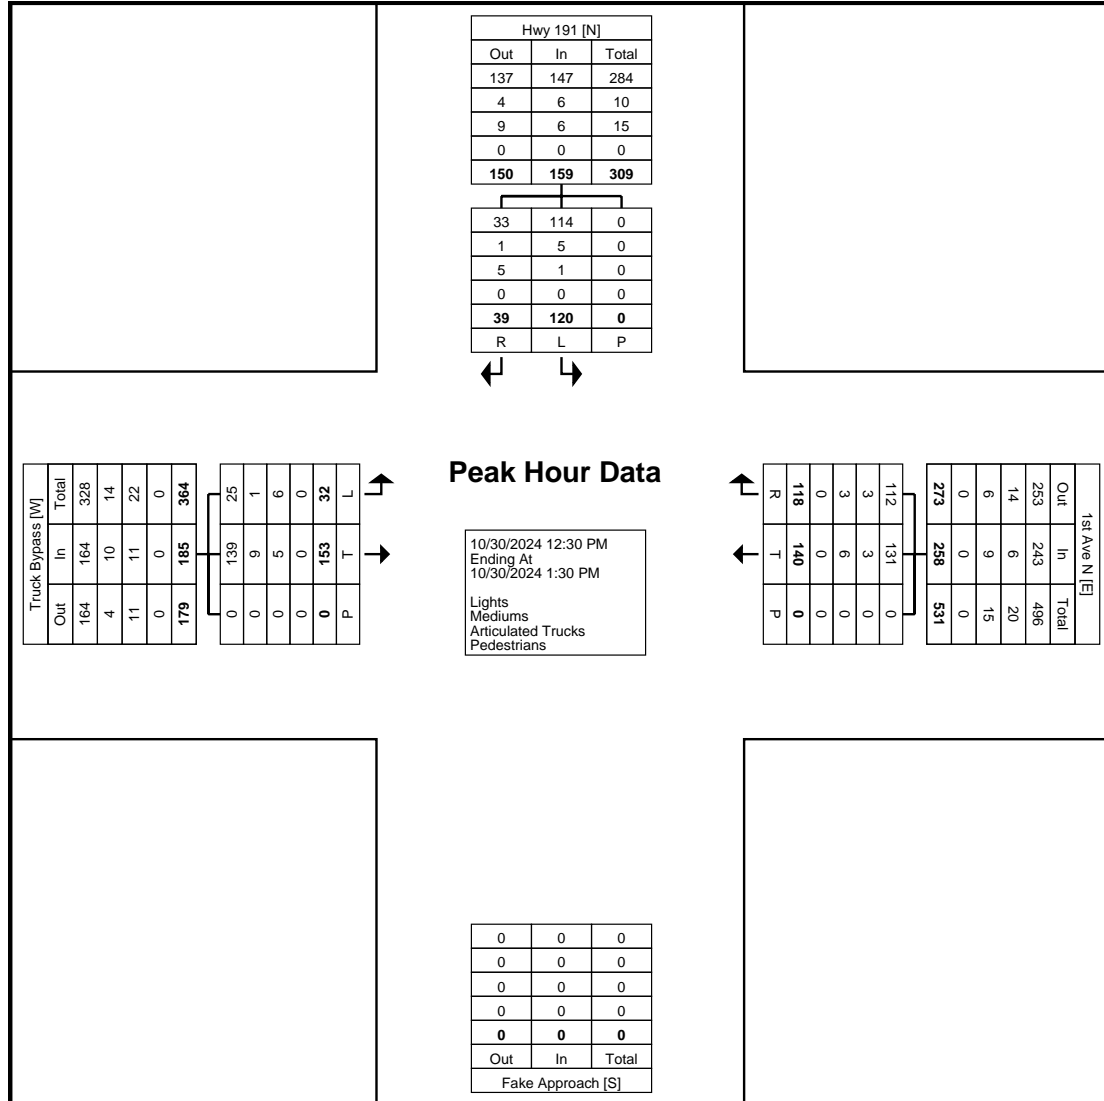 Hwy 191 [N]
Out In Total
137 147 284
4 6 10
9 6 15
0 0 0
150 159 309
33 114 0
1 5 0
5 1 0
0 0 0
39 120 0
R L P
Truck Bypass [W]
Out In Total
164 164 328
4 10 14
11 11 22
0 0 0
179 185 364
0 139 25
0 9 1
0 5 6
0 0 0
0 153 32
P T L
Peak Hour Data
10/30/2024 12:30 PM
Ending At
10/30/2024 1:30 PM
Lights
Mediums
Articulated Trucks
Pedestrians
1st Ave N [E]
Out In Total
253 243 496
14 6 20
6 9 15
0 0 0
273 258 531
112 131 0
3 3 0
3 6 0
0 0 0
118 140 0
R T P
0 0 0
0 0 0
0 0 0
0 0 0
0 0 0
Out In Total
Fake Approach [S]